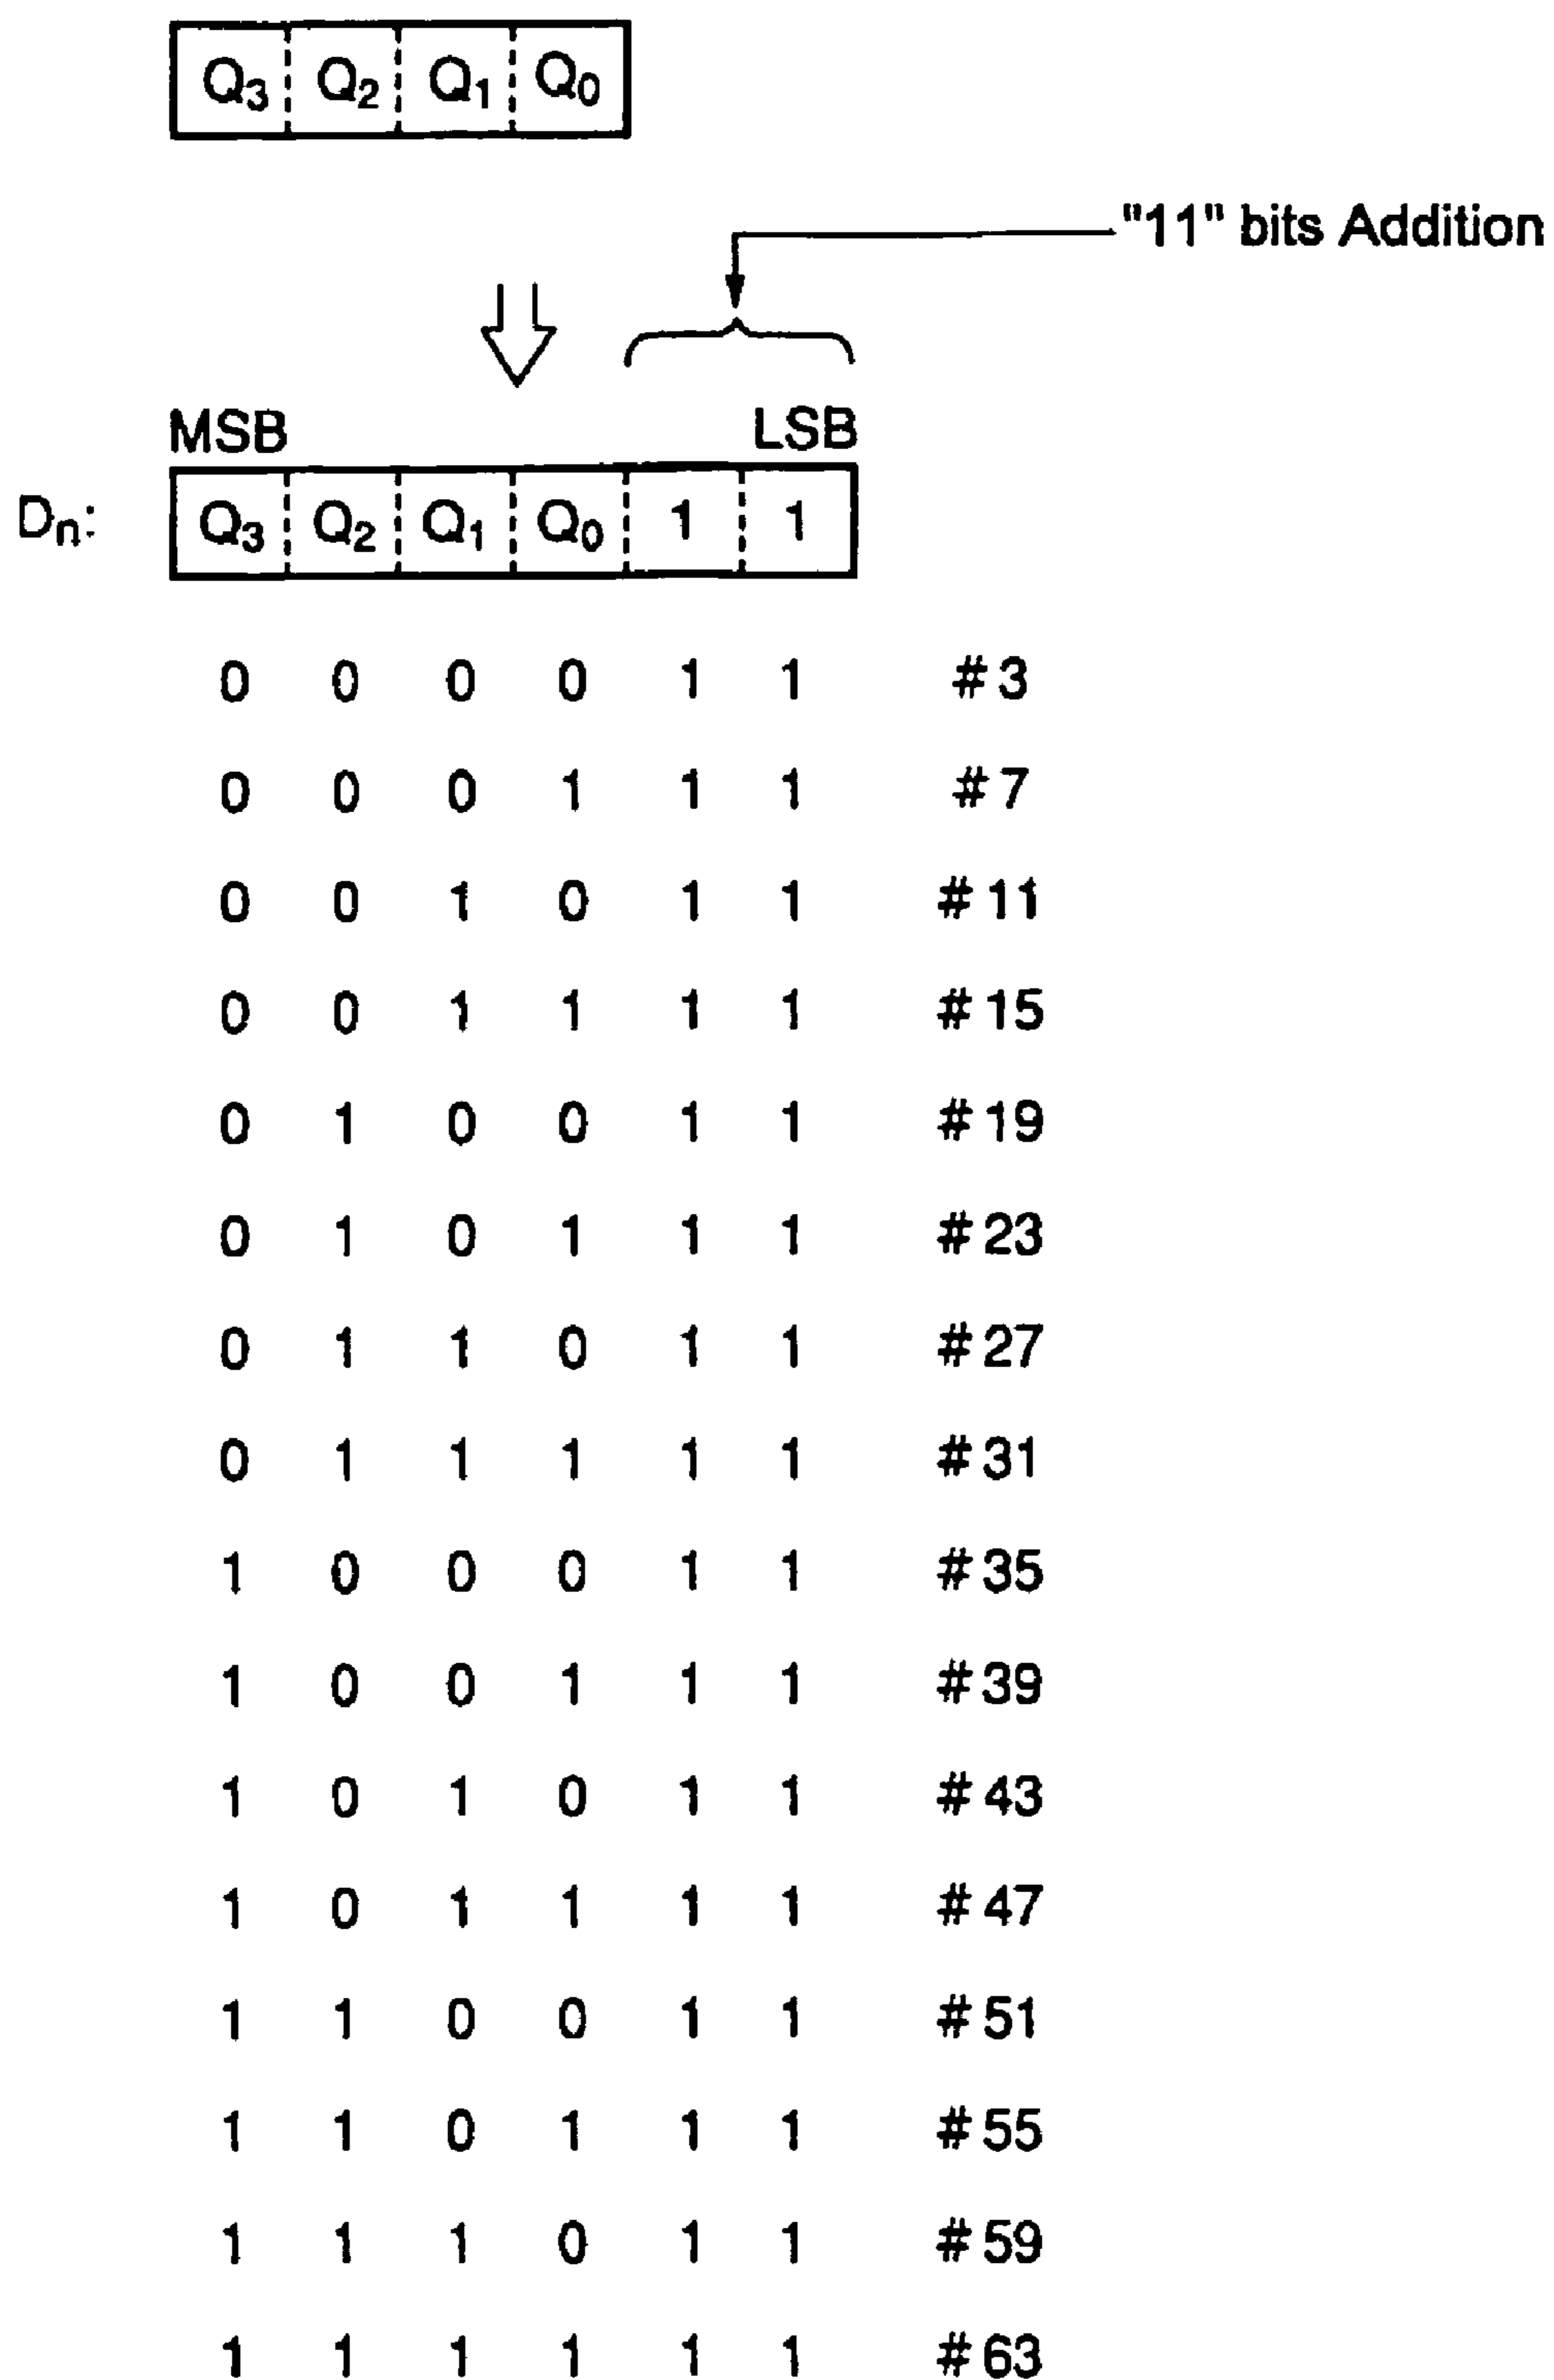 Q3 Q2 Q1 Q0
"11" bits Addition
MSB LSB
Dn: Q3 Q2 Q1 Q0 1 1
0 0 0 0 1 1 #3
0 0 0 1 1 1 #7
0 0 1 0 1 1 #11
0 0 1 1 1 1 #15
0 1 0 0 1 1 #19
0 1 0 1 1 1 #23
0 1 1 0 1 1 #27
0 1 1 1 1 1 #31
1 0 0 0 1 1 #35
1 0 0 1 1 1 #39
1 0 1 0 1 1 #43
1 0 1 1 1 1 #47
1 1 0 0 1 1 #51
1 1 0 1 1 1 #55
1 1 1 0 1 1 #59
1 1 1 1 1 1 #63